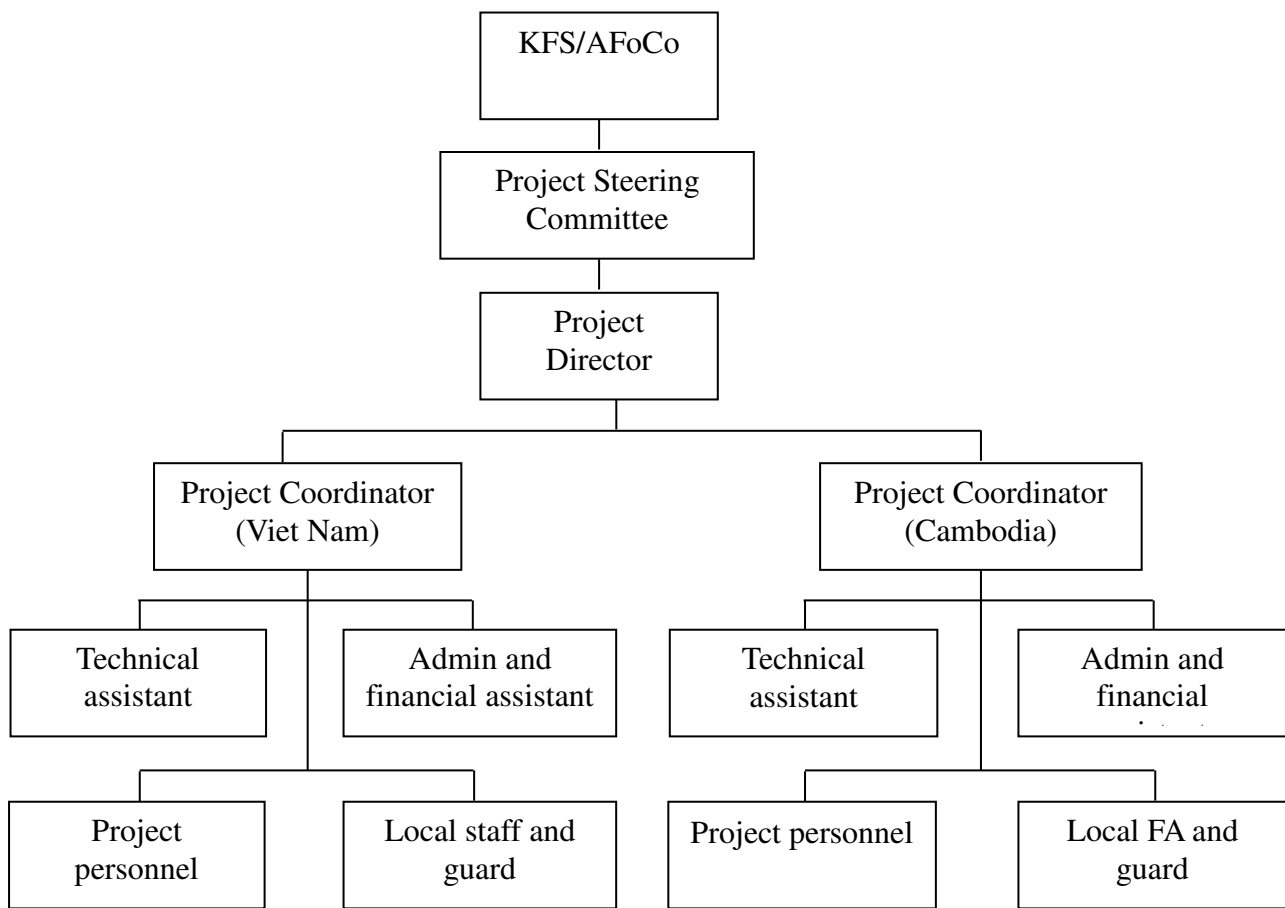 KFS/AFoCo
Project Steering
Committee
Project
Director
Project Coordinator
(Viet Nam)
Project Coordinator
(Cambodia)
Technical
assistant
Admin and
financial assistant
Technical
assistant
Admin and
financial
Project
personnel
Local staff and
guard
Project personnel
Local FA and
guard